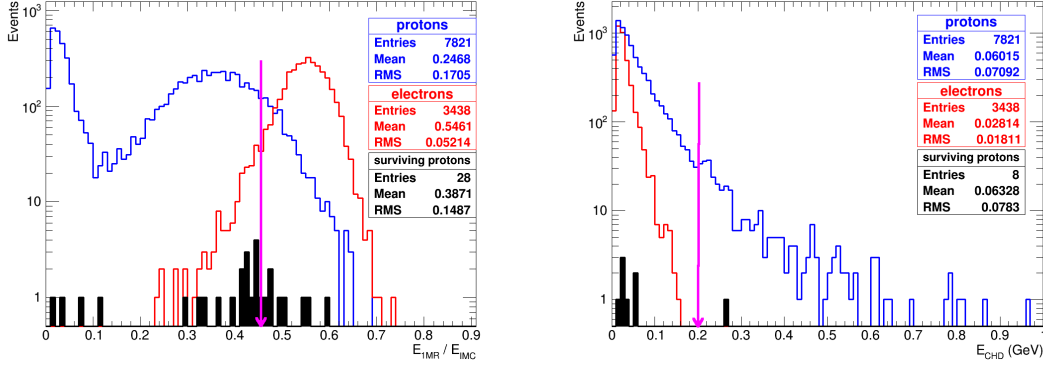 Events
10³
10²
10
1
0 0.1 0.2 0.3 0.4 0.5 0.6 0.7 0.8 0.9
E1MR / EIMC
protons
Entries 7821
Mean 0.2468
RMS 0.1705
electrons
Entries 3438
Mean 0.5461
RMS 0.05214
surviving protons
Entries 28
Mean 0.3871
RMS 0.1487
Events
10³
10²
10
1
0 0.1 0.2 0.3 0.4 0.5 0.6 0.7 0.8 0.9 1
ECHD (GeV)
protons
Entries 7821
Mean 0.06015
RMS 0.07092
electrons
Entries 3438
Mean 0.02814
RMS 0.01811
surviving protons
Entries 8
Mean 0.06328
RMS 0.0783